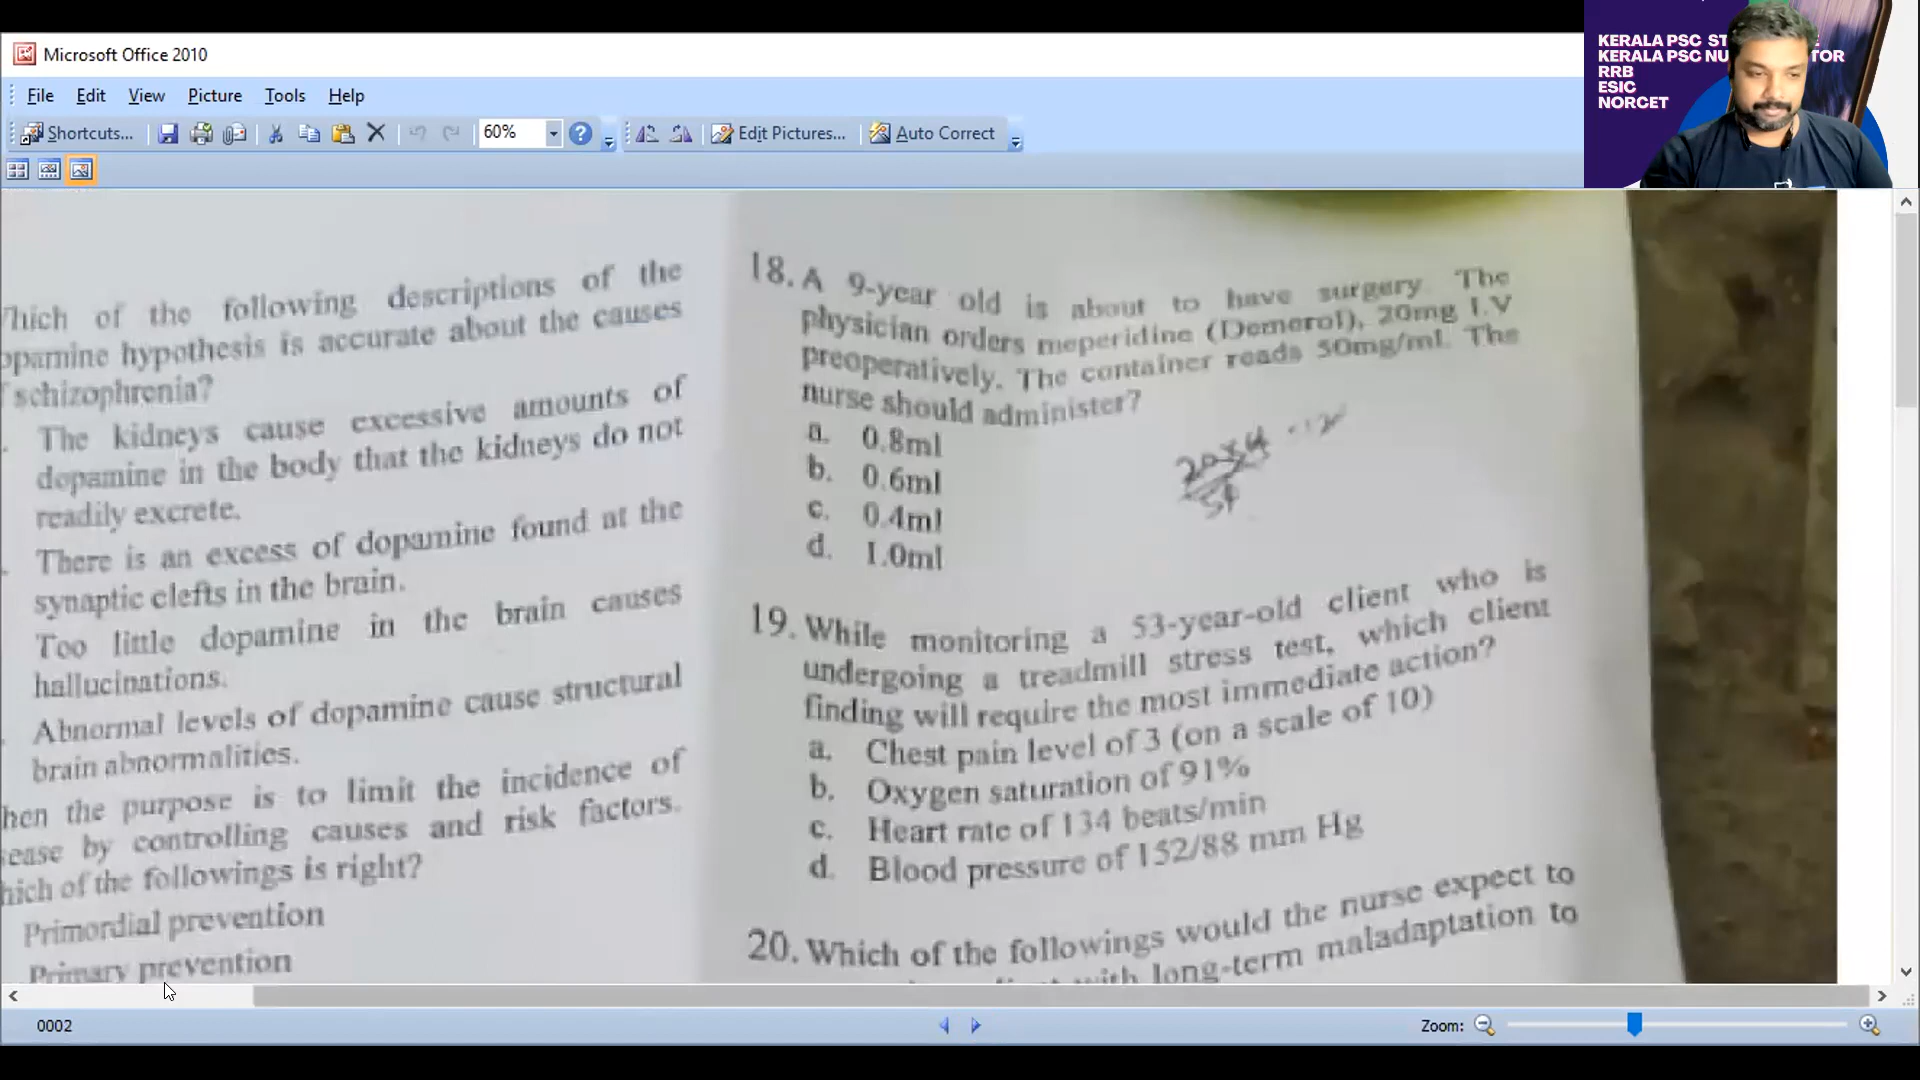 Microsoft Office 2010
KERALA PSC ST
KERALA PSC NU TOR
RRB
ESIC
NORCET
File Edit View Picture Tools Help
Shortcuts... 60% Edit Pictures... Auto Correct
hich of the following descriptions of the
opamine hypothesis is accurate about the causes
schizophrenia?
The kidneys cause excessive amounts of
dopamine in the body that the kidneys do not
readily excrete.
There is an excess of dopamine found at the
synaptic clefts in the brain.
Too little dopamine in the brain causes
hallucinations.
Abnormal levels of dopamine cause structural
brain abnormalities.
hen the purpose is to limit the incidence of
ease by controlling causes and risk factors.
hich of the followings is right?
Primordial prevention
Primary prevention
18. A 9-year old is about to have surgery. The
physician orders meperidine (Demerol), 20mg I.V
preoperatively. The container reads 50mg/ml. The
nurse should administer?
a. 0.8ml
b. 0.6ml
c. 0.4ml
d. 1.0ml
19. While monitoring a 53-year-old client who is
undergoing a treadmill stress test, which client
finding will require the most immediate action?
a. Chest pain level of 3 (on a scale of 10)
b. Oxygen saturation of 91%
c. Heart rate of 134 beats/min
d. Blood pressure of 152/88 mm Hg
20. Which of the followings would the nurse expect to
with long-term maladaptation to
0002
Zoom: